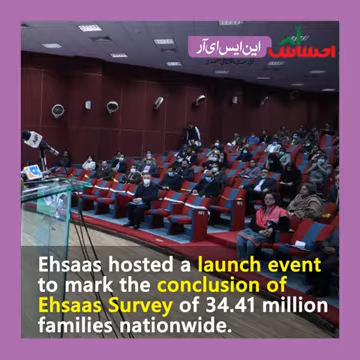 احساس
این ایس ای آر
Ehsaas hosted a launch event
to mark the conclusion of
Ehsaas Survey of 34.41 million
families nationwide.